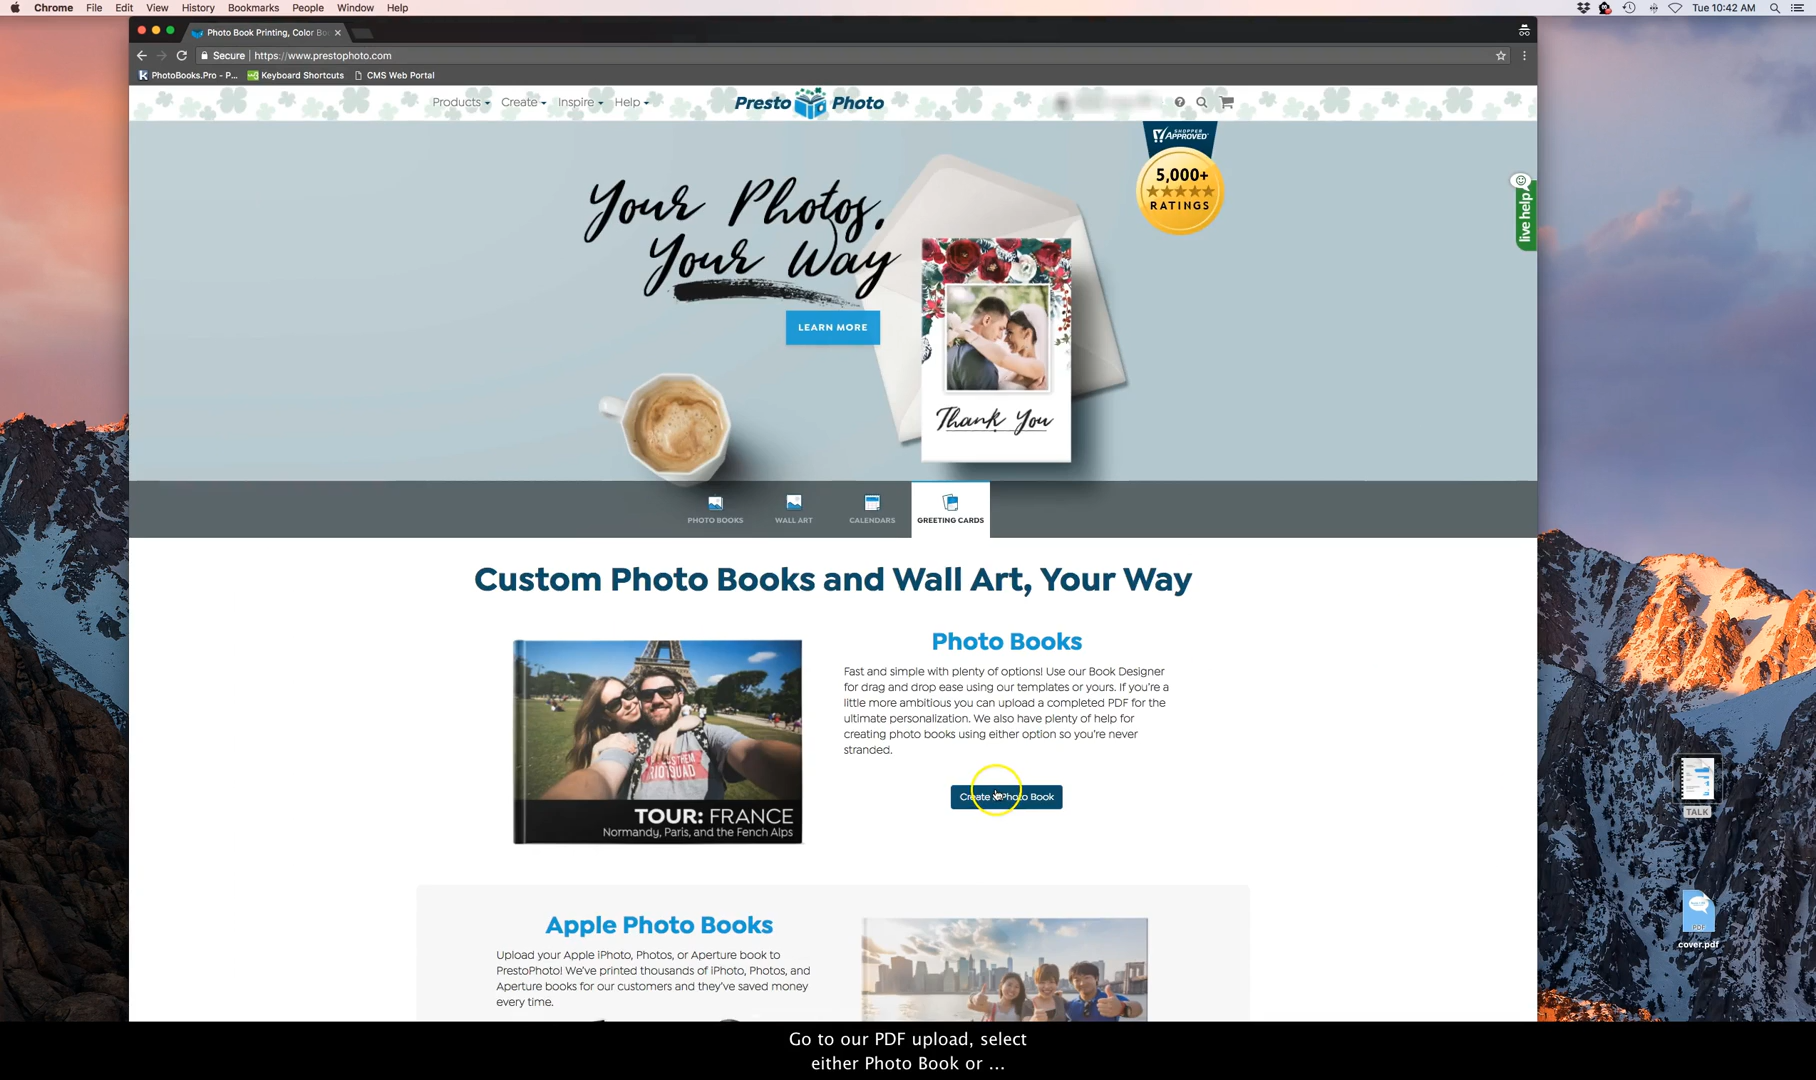 Chrome File Edit View History Bookmarks People Window Help
Tue 10:42 AM
Photo Book Printing, Color Bo
Secure | https://www.prestophoto.com
PhotoBooks.Pro - P... Keyboard Shortcuts CMS Web Portal
Products Create Inspire Help
Presto Photo
SHOPPER APPROVED
5,000+
RATINGS
Your Photos,
Your Way
LEARN MORE
Thank You
live help
PHOTO BOOKS WALL ART CALENDARS GREETING CARDS
Custom Photo Books and Wall Art, Your Way
Photo Books
Fast and simple with plenty of options! Use our Book Designer
for drag and drop ease using our templates or yours. If you're a
little more ambitious you can upload a completed PDF for the
ultimate personalization. We also have plenty of help for
creating photo books using either option so you're never
stranded.
Create a Photo Book
TOUR: FRANCE
Normandy, Paris, and the Fench Alps
Apple Photo Books
Upload your Apple iPhoto, Photos, or Aperture book to
PrestoPhoto! We've printed thousands of iPhoto, Photos, and
Aperture books for our customers and they've saved money
every time.
TALK
PDF
cover.pdf
Go to our PDF upload, select
either Photo Book or ...